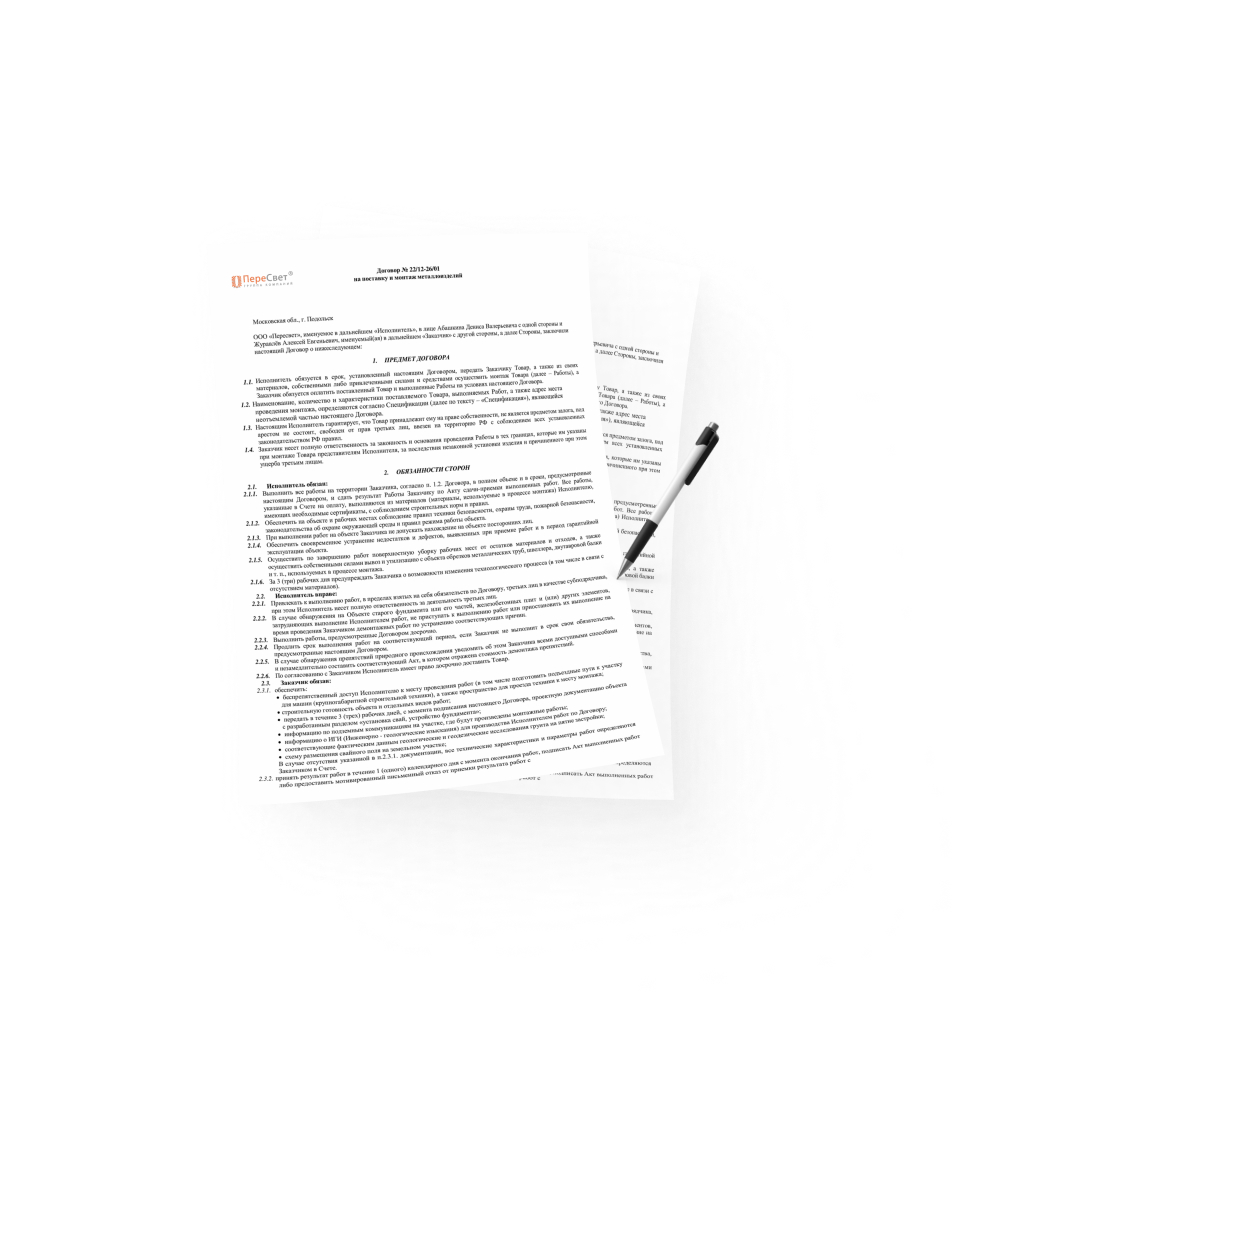 ПереСвет®
ГРУППА КОМПАНИЙ
Договор № 22/12-26/01
на поставку и монтаж металлоизделий
Московская обл., г. Подольск
ООО «Пересвет», именуемое в дальнейшем «Исполнитель», в лице Абашкина Дениса Валерьевича с одной стороны и
Журавлёв Алексей Евгеньевич, именуемый(ая) в дальнейшем «Заказчик» с другой стороны, а далее Стороны, заключили
настоящий Договор о нижеследующем:
1. ПРЕДМЕТ ДОГОВОРА
1.1. Исполнитель обязуется в срок, установленный настоящим Договором, передать Заказчику Товар, а также из своих
материалов, собственными либо привлеченными силами и средствами осуществить монтаж Товара (далее – Работы), а
Заказчик обязуется оплатить поставленный Товар и выполненные Работы на условиях настоящего Договора.
1.2. Наименование, количество и характеристики поставляемого Товара, выполняемых Работ, а также адрес места
проведения монтажа, определяются согласно Спецификации (далее по тексту – «Спецификация»), являющейся
неотъемлемой частью настоящего Договора.
1.3. Настоящим Исполнитель гарантирует, что Товар принадлежит ему на праве собственности, не является предметом залога, под
арестом не состоит, свободен от прав третьих лиц, ввезен на территорию РФ с соблюдением всех установленных
законодательством РФ правил.
1.4. Заказчик несет полную ответственность за законность и основания проведения Работы в тех границах, которые им указаны
при монтаже Товара представителям Исполнителя, за последствия незаконной установки изделия и причиненного при этом
ущерба третьим лицам.
2. ОБЯЗАННОСТИ СТОРОН
2.1. Исполнитель обязан:
2.1.1. Выполнить все работы на территории Заказчика, согласно п. 1.2. Договора, в полном объеме и в сроки, предусмотренные
настоящим Договором, и сдать результат Работы Заказчику по Акту сдачи-приемки выполненных работ. Все работы,
указанные в Счете на оплату, выполняются из материалов (материалы, используемые в процессе монтажа) Исполнителя,
имеющих необходимые сертификаты, с соблюдением строительных норм и правил.
2.1.2. Обеспечить на объекте и рабочих местах соблюдение правил техники безопасности, охраны труда, пожарной безопасности,
законодательства об охране окружающей среды и правил режима работы объекта.
2.1.3. При выполнении работ на объекте Заказчика не допускать нахождение на объекте посторонних лиц.
2.1.4. Обеспечить своевременное устранение недостатков и дефектов, выявленных при приемке работ и в период гарантийной
эксплуатации объекта.
2.1.5. Осуществить по завершению работ поверхностную уборку рабочих мест от остатков материалов и отходов, а также
осуществить собственными силами вывоз и утилизацию с объекта обрезков металлических труб, швеллера, двутавровой балки
и т. п., используемых в процессе монтажа.
2.1.6. За 3 (три) рабочих дня предупреждать Заказчика о возможности изменения технологического процесса (в том числе в связи с
отсутствием материалов).
2.2. Исполнитель вправе:
2.2.1. Привлекать к выполнению работ, в пределах взятых на себя обязательств по Договору, третьих лиц в качестве субподрядчика,
при этом Исполнитель несет полную ответственность за деятельность третьих лиц.
2.2.2. В случае обнаружения на Объекте старого фундамента или его частей, железобетонных плит и (или) других элементов,
затрудняющих выполнение Исполнителем работ, не приступить к выполнению работ или приостановить их выполнение на
время проведения Заказчиком демонтажных работ по устранению соответствующих причин.
2.2.3. Выполнить работы, предусмотренные Договором досрочно.
2.2.4. Продлить срок выполнения работ на соответствующий период, если Заказчик не выполнит в срок свои обязательства,
предусмотренные настоящим Договором.
2.2.5. В случае обнаружения препятствий природного происхождения уведомить об этом Заказчика всеми доступными способами
и незамедлительно составить соответствующий Акт, в котором отражена стоимость демонтажа препятствий.
2.2.6. По согласованию с Заказчиком Исполнитель имеет право досрочно доставить Товар.
2.3. Заказчик обязан:
2.3.1. обеспечить:
• беспрепятственный доступ Исполнителю к месту проведения работ (в том числе подготовить подъездные пути к участку
для машин (крупногабаритной строительной техники), а также пространство для проезда техники к месту монтажа;
• строительную готовность объекта и отдельных видов работ;
• передать в течение 3 (трех) рабочих дней, с момента подписания настоящего Договора, проектную документацию объекта
с разработанным разделом «установка свай, устройство фундамента»;
• информацию по подземным коммуникациям на участке, где будут произведены монтажные работы;
• информацию о ИГИ (Инженерно - геологические изыскания) для производства Исполнителем работ по Договору;
• соответствующие фактическим данным геологические и геодезические исследования грунта на пятне застройки;
• схему размещения свайного поля на земельном участке;
В случае отсутствия указанной в п.2.3.1. документации, все технические характеристики и параметры работ определяются
Заказчиком в Счете.
2.3.2. принять результат работ в течение 1 (одного) календарного дня с момента окончания работ, подписать Акт выполненных работ
либо предоставить мотивированный письменный отказ от приемки результата работ с